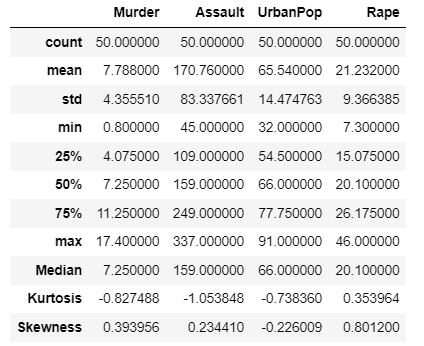 Murder Assault UrbanPop Rape
count 50.000000 50.000000 50.000000 50.000000
mean 7.788000 170.760000 65.540000 21.232000
std 4.355510 83.337661 14.474763 9.366385
min 0.800000 45.000000 32.000000 7.300000
25% 4.075000 109.000000 54.500000 15.075000
50% 7.250000 159.000000 66.000000 20.100000
75% 11.250000 249.000000 77.750000 26.175000
max 17.400000 337.000000 91.000000 46.000000
Median 7.250000 159.000000 66.000000 20.100000
Kurtosis -0.827488 -1.053848 -0.738360 0.353964
Skewness 0.393956 0.234410 -0.226009 0.801200